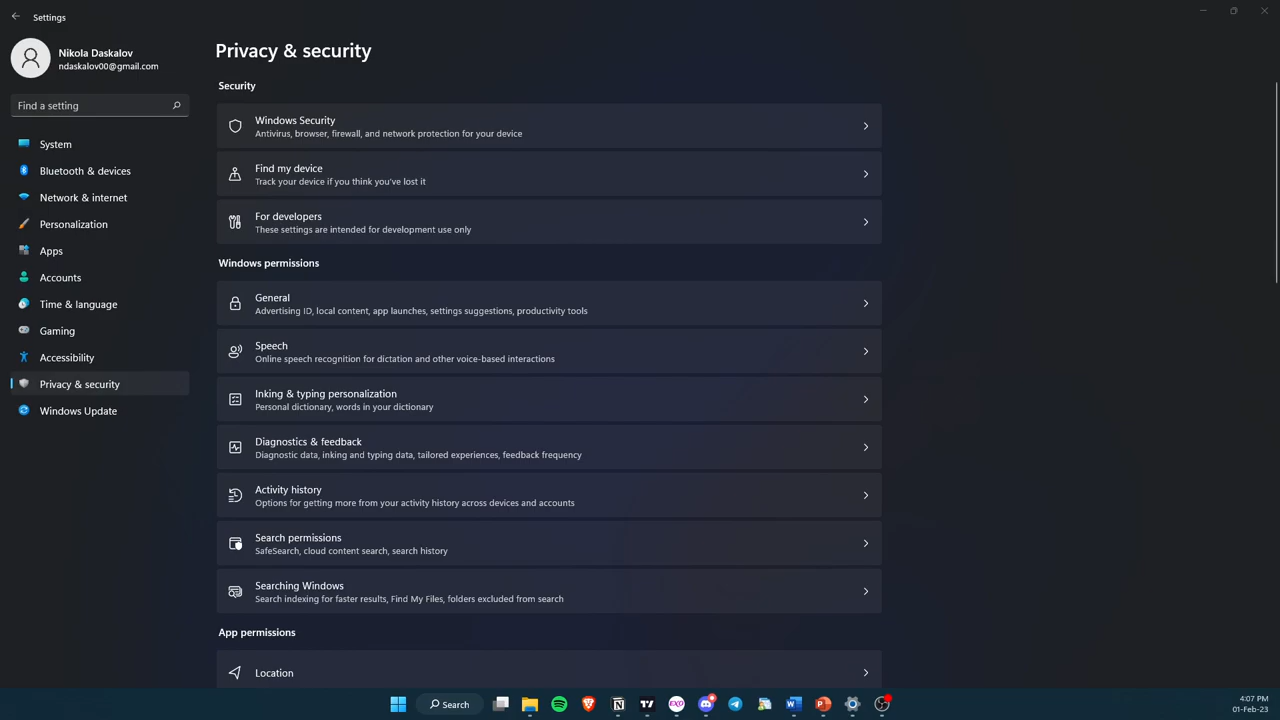 Settings
Nikola Daskalov
ndaskalov00@gmail.com
Find a setting
System
Bluetooth & devices
Network & internet
Personalization
Apps
Accounts
Time & language
Gaming
Accessibility
Privacy & security
Windows Update
Privacy & security
Security
Windows Security
Antivirus, browser, firewall, and network protection for your device
Find my device
Track your device if you think you've lost it
For developers
These settings are intended for development use only
Windows permissions
General
Advertising ID, local content, app launches, settings suggestions, productivity tools
Speech
Online speech recognition for dictation and other voice-based interactions
Inking & typing personalization
Personal dictionary, words in your dictionary
Diagnostics & feedback
Diagnostic data, inking and typing data, tailored experiences, feedback frequency
Activity history
Options for getting more from your activity history across devices and accounts
Search permissions
SafeSearch, cloud content search, search history
Searching Windows
Search indexing for faster results, Find My Files, folders excluded from search
App permissions
Location
Search
EXO
4:07 PM
01-Feb-23